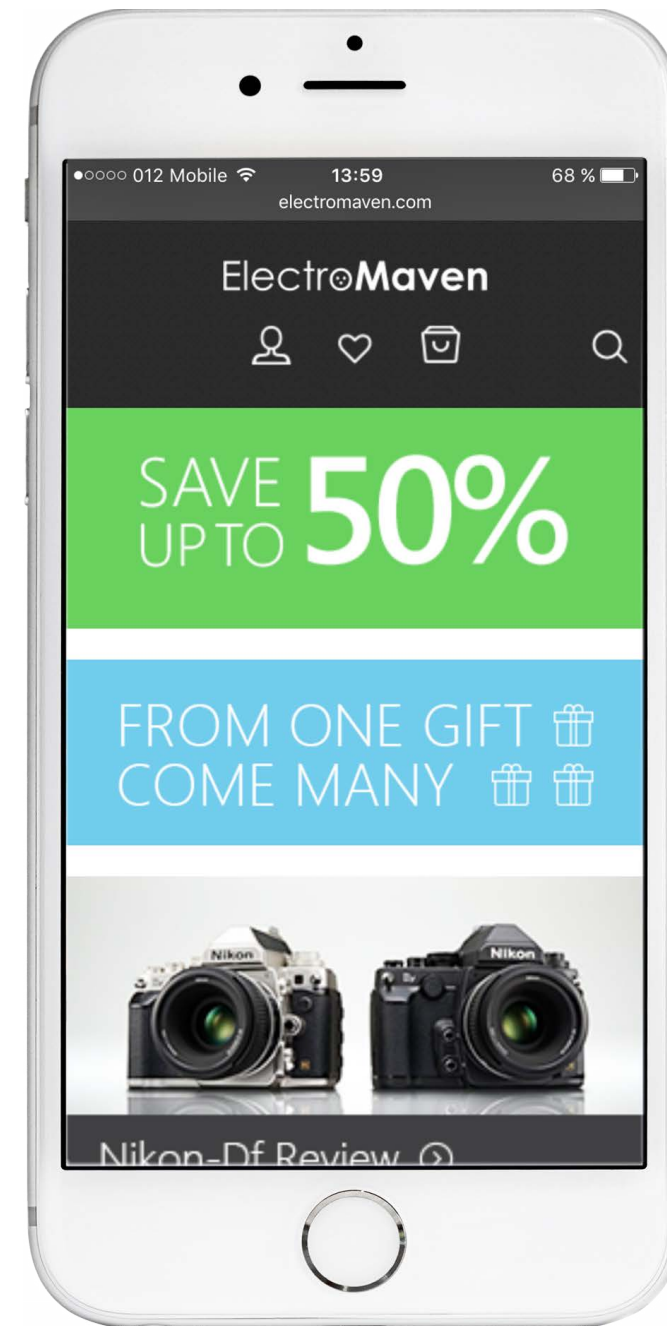 012 Mobile 13:59 68 %
electromaven.com
ElectroMaven
SAVE
UP TO 50%
FROM ONE GIFT
COME MANY
Nikon Nikon
Df
Nikon-Df Review